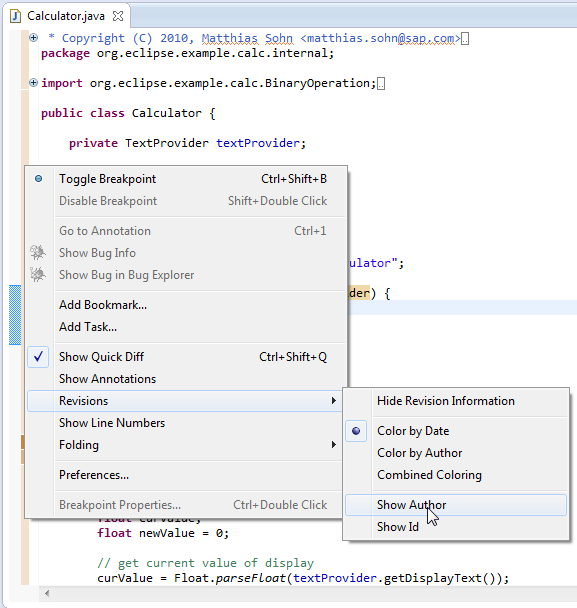 Calculator.java
* Copyright (C) 2010, Matthias Sohn <matthias.sohn@sap.com>
package org.eclipse.example.calc.internal;
import org.eclipse.example.calc.BinaryOperation;
public class Calculator {
private TextProvider textProvider;
Toggle Breakpoint Ctrl+Shift+B
Disable Breakpoint Shift+Double Click
Go to Annotation Ctrl+1
Show Bug Info
ulator";
Show Bug in Bug Explorer
der) {
Add Bookmark...
Add Task...
Show Quick Diff Ctrl+Shift+Q
Show Annotations
Revisions
Show Line Numbers
Folding
Preferences...
Breakpoint Properties... Ctrl+Double Click
Hide Revision Information
Color by Date
Color by Author
Combined Coloring
Show Author
Show Id
float curValue;
float newValue = 0;
// get current value of display
curValue = Float.parseFloat(textProvider.getDisplayText());